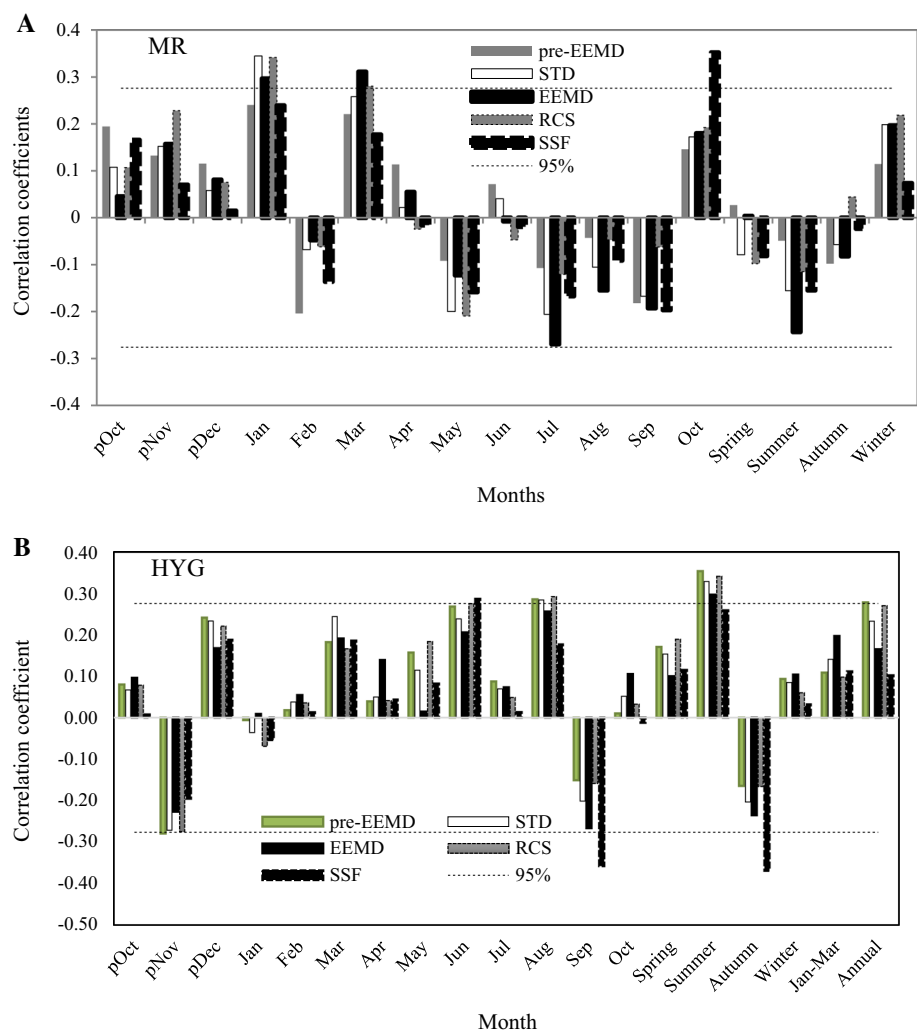 A
MR
pre-EEMD
STD
EEMD
RCS
SSF
95%
0.4
0.3
0.2
0.1
0
-0.1
-0.2
-0.3
-0.4
Correlation coefficients
pOct pNov pDec Jan Feb Mar Apr May Jun Jul Aug Sep Oct Spring Summer Autumn Winter
Months
B
HYG
0.40
0.30
0.20
0.10
0.00
-0.10
-0.20
-0.30
-0.40
-0.50
Correlation coefficient
pre-EEMD STD
EEMD RCS
SSF 95%
pOct pNov pDec Jan Feb Mar Apr May Jun Jul Aug Sep Oct Spring Summer Autumn Winter Jan-Mar Annual
Month